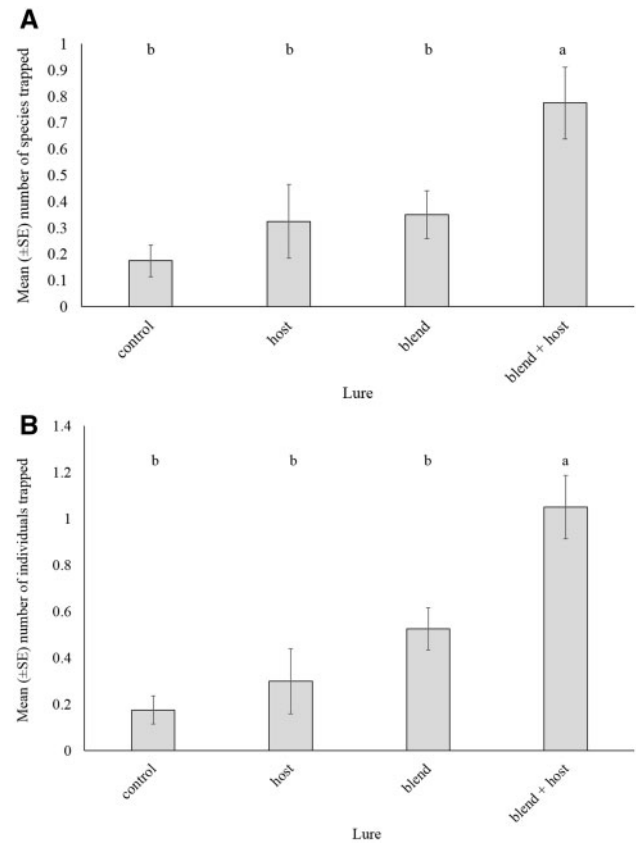 A
Mean (±SE) number of species trapped
1
0.9
0.8
0.7
0.6
0.5
0.4
0.3
0.2
0.1
0
b b b a
control host blend blend + host
Lure
B
Mean (±SE) number of individuals trapped
1.4
1.2
1
0.8
0.6
0.4
0.2
0
b b b a
control host blend blend + host
Lure